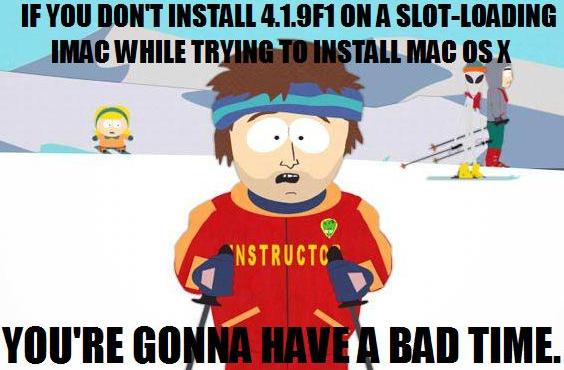 IF YOU DON'T INSTALL 4.1.9F1 ON A SLOT-LOADING
IMAC WHILE TRYING TO INSTALL MAC OS X
INSTRUCTO
YOU'RE GONNA HAVE A BAD TIME.